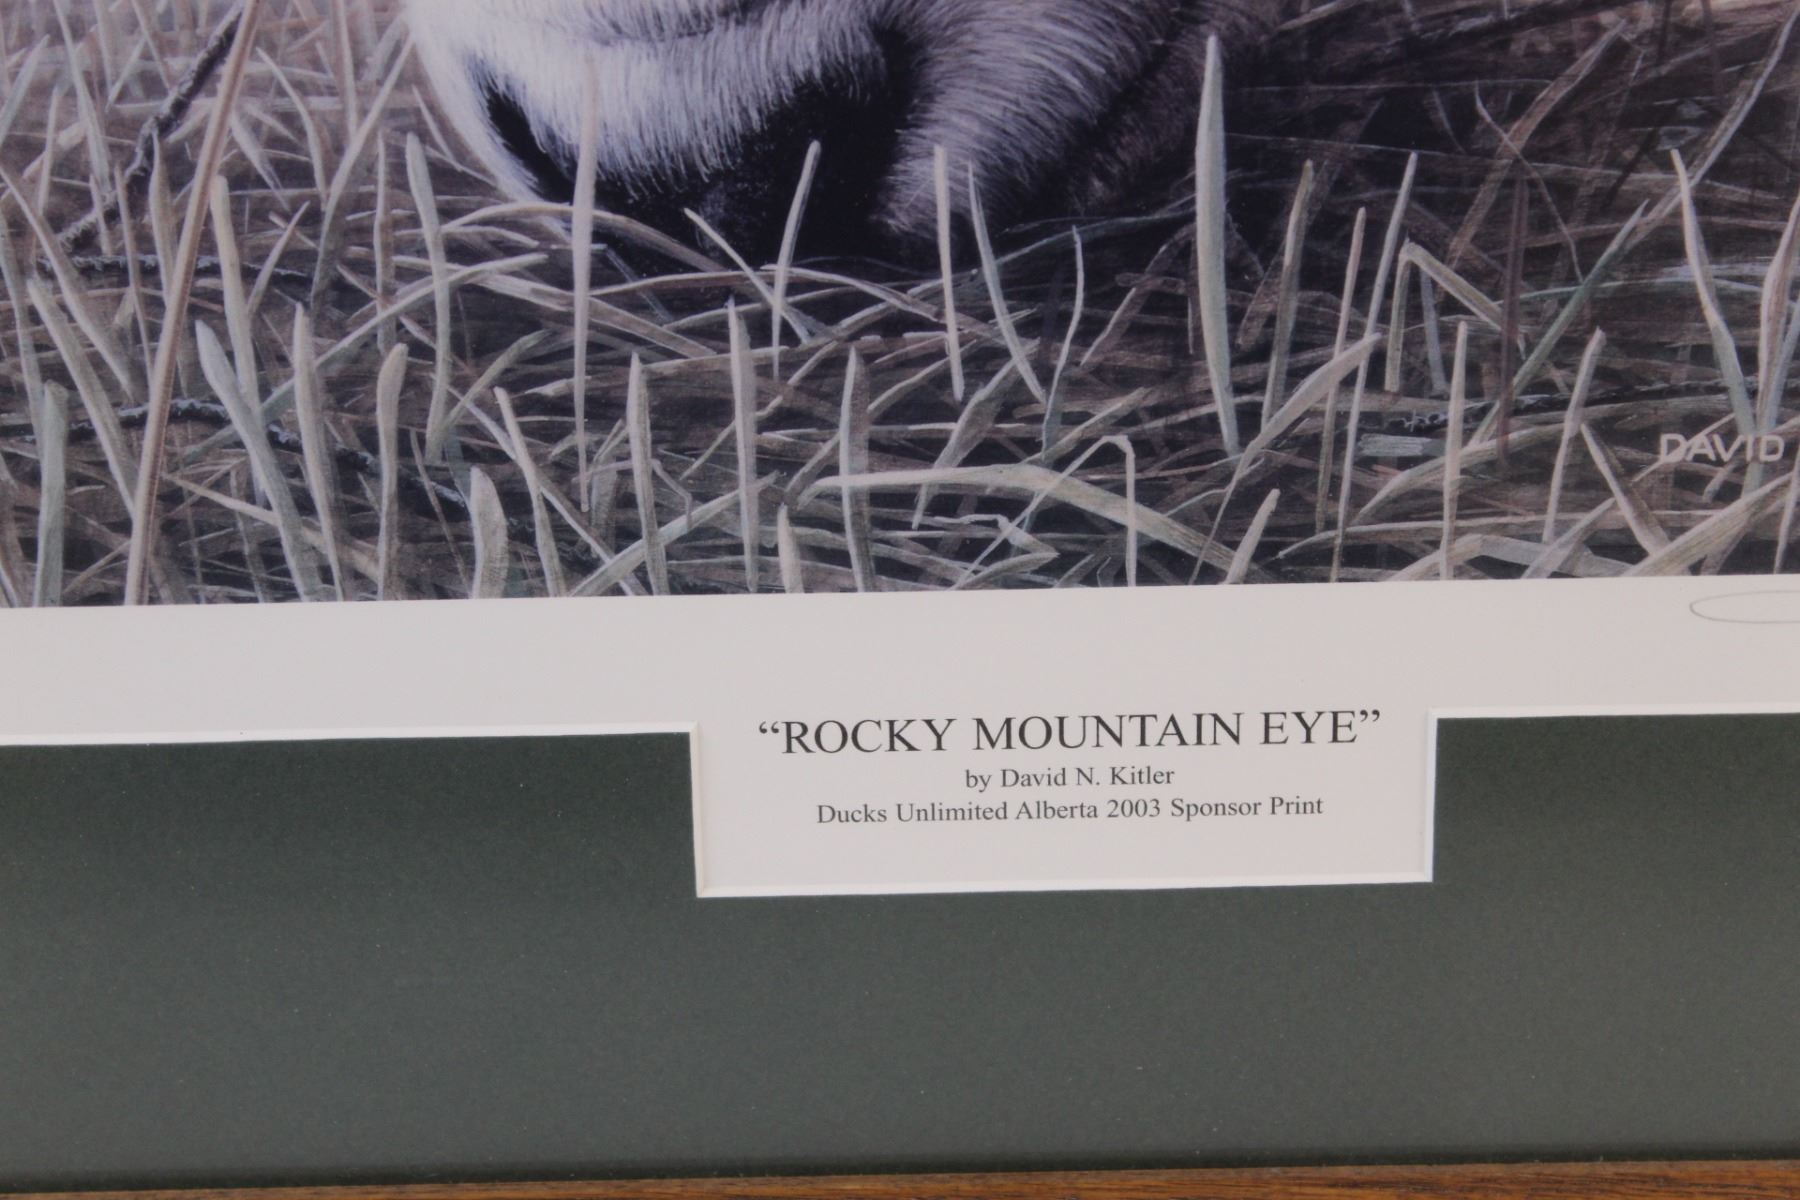 DAVID
“ROCKY MOUNTAIN EYE”
by David N. Kitler
Ducks Unlimited Alberta 2003 Sponsor Print